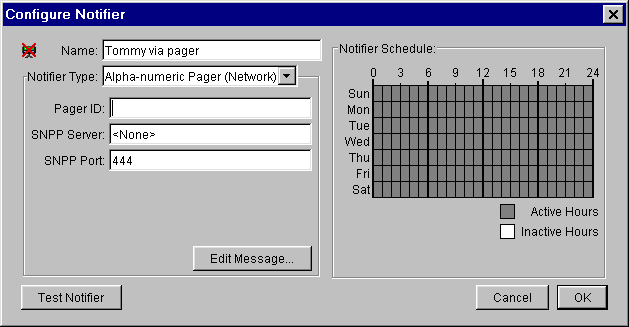 Configure Notifier
Name: Tommy via pager
Notifier Type: Alpha-numeric Pager (Network)
Pager ID:
SNPP Server: <None>
SNPP Port: 444
Edit Message...
Test Notifier
Notifier Schedule:
0 3 6 9 12 15 18 21 24
Sun
Mon
Tue
Wed
Thu
Fri
Sat
Active Hours
Inactive Hours
Cancel
OK